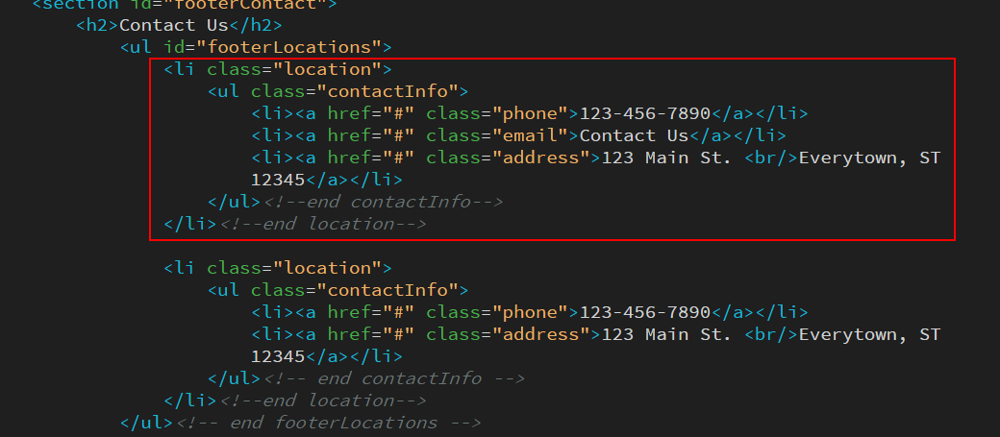 <section id="footerContact">
<h2>Contact Us</h2>
<ul id="footerLocations">
<li class="location">
<ul class="contactInfo">
<li><a href="#" class="phone">123-456-7890</a></li>
<li><a href="#" class="email">Contact Us</a></li>
<li><a href="#" class="address">123 Main St. <br/>Everytown, ST
12345</a></li>
</ul><!--end contactInfo-->
</li><!--end location-->
<li class="location">
<ul class="contactInfo">
<li><a href="#" class="phone">123-456-7890</a></li>
<li><a href="#" class="address">123 Main St. <br/>Everytown, ST
12345</a></li>
</ul><!-- end contactInfo -->
</li><!--end location-->
</ul><!-- end footerLocations -->